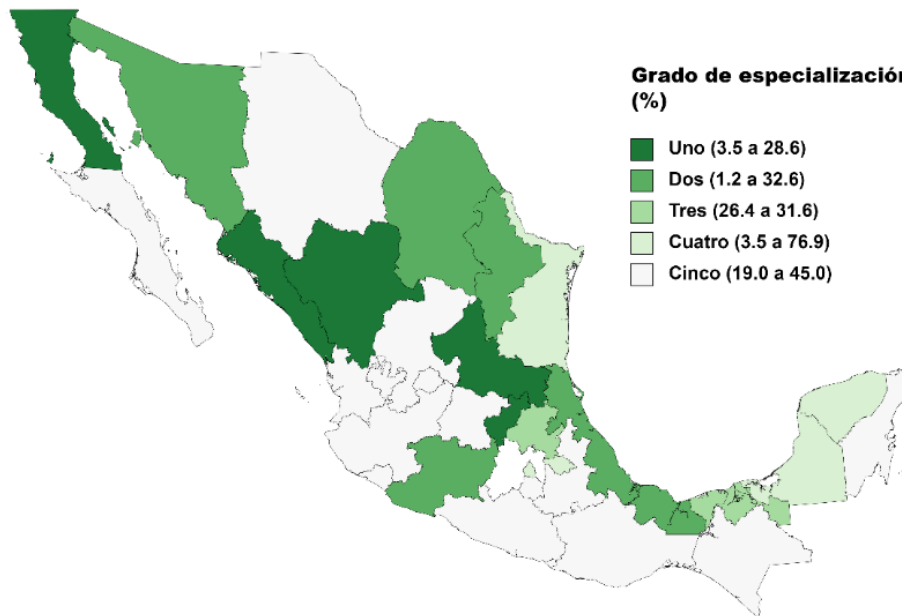 Grado de especialización
(%)
Uno (3.5 a 28.6)
Dos (1.2 a 32.6)
Tres (26.4 a 31.6)
Cuatro (3.5 a 76.9)
Cinco (19.0 a 45.0)